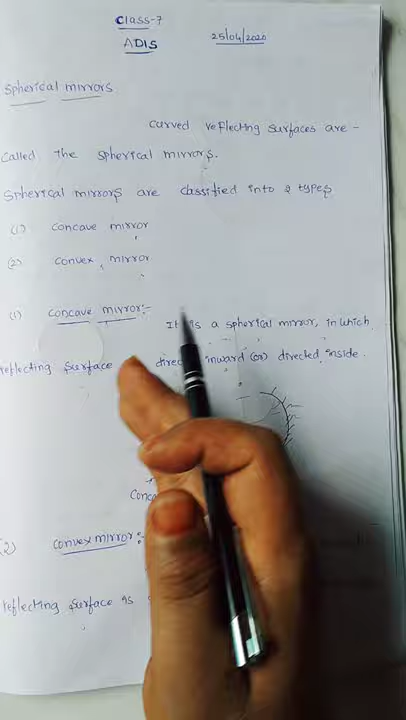 Class-7
ADIS
25/04/2020
Spherical mirrors
curved reflecting surfaces are -
called the spherical mirrors.
Spherical mirrors are classified into 2 types
(1) concave mirror
(2) convex mirror
(1) concave mirror:-
It is a spherical mirror, in which
reflecting surface direc inward (or) directed inside.
Conc
(2) convex mirror:-
reflecting surface is